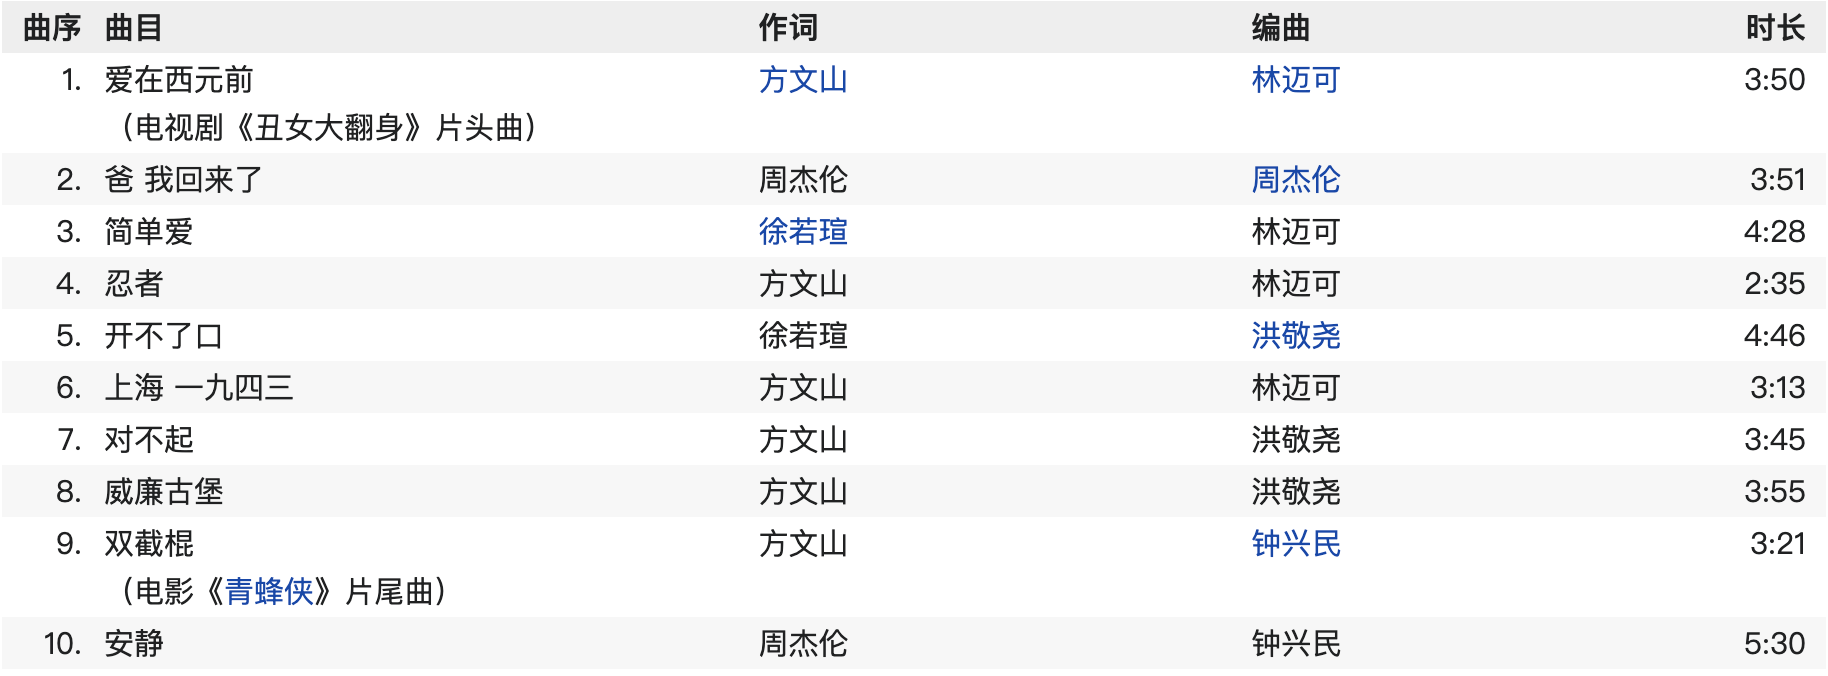 曲序 曲目 作词 编曲 时长
1. 爱在西元前 方文山 林迈可 3:50
（电视剧《丑女大翻身》片头曲）
2. 爸 我回来了 周杰伦 周杰伦 3:51
3. 简单爱 徐若瑄 林迈可 4:28
4. 忍者 方文山 林迈可 2:35
5. 开不了口 徐若瑄 洪敬尧 4:46
6. 上海 一九四三 方文山 林迈可 3:13
7. 对不起 方文山 洪敬尧 3:45
8. 威廉古堡 方文山 洪敬尧 3:55
9. 双截棍 方文山 钟兴民 3:21
（电影《青蜂侠》片尾曲）
10. 安静 周杰伦 钟兴民 5:30